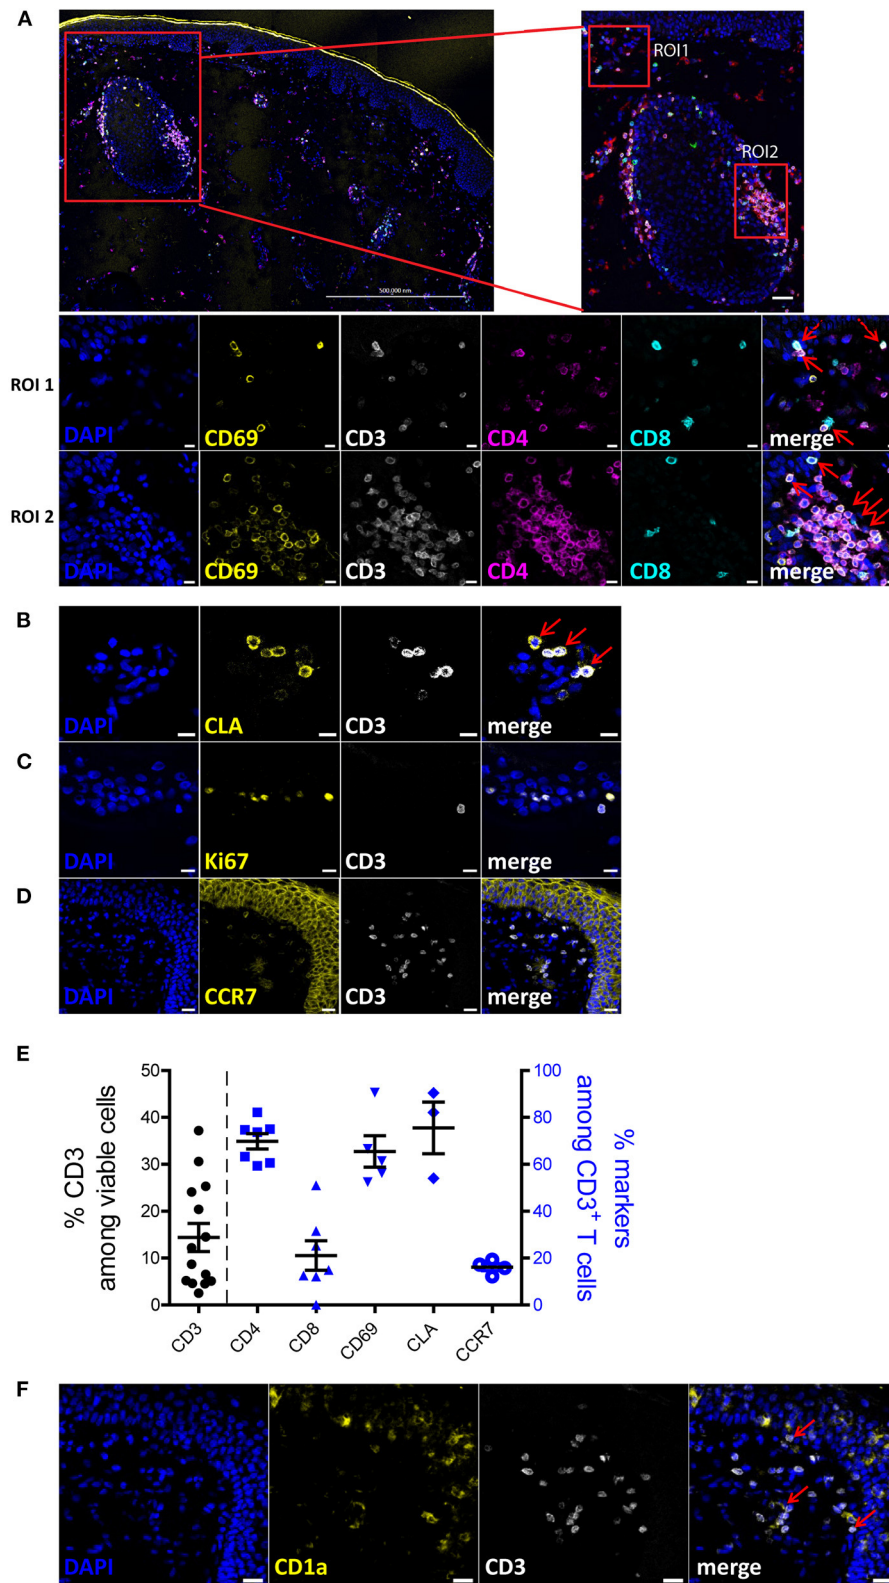 A
ROI1
ROI2
500.000 nm
ROI 1
DAPI
CD69
CD3
CD4
CD8
merge
ROI 2
DAPI
CD69
CD3
CD4
CD8
merge
B
DAPI
CLA
CD3
merge
C
DAPI
Ki67
CD3
merge
D
DAPI
CCR7
CD3
merge
E
% CD3
among viable cells
50
40
30
20
10
0
100
80
60
40
20
0
% markers
among CD3+ T cells
CD3
CD4
CD8
CD69
CLA
CCR7
F
DAPI
CD1a
CD3
merge